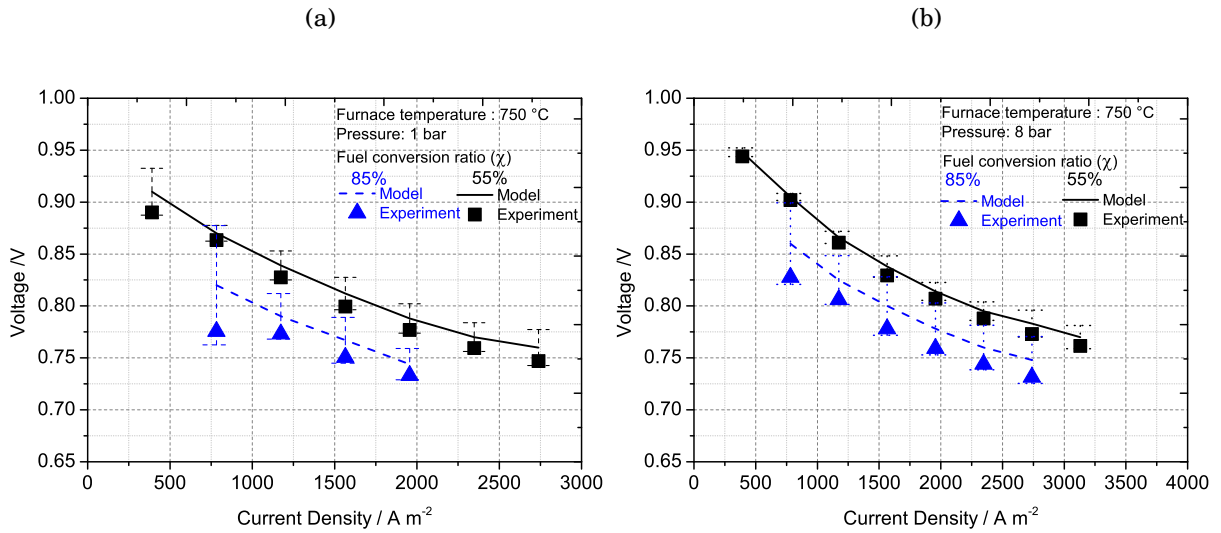 (a)
(b)
Furnace temperature : 750 °C
Pressure: 1 bar
Fuel conversion ratio (χ)
85% 55%
Model Model
Experiment Experiment
1.00
0.95
0.90
0.85
0.80
0.75
0.70
0.65
Voltage /V
0 500 1000 1500 2000 2500 3000
Current Density / A m⁻²
Furnace temperature : 750 °C
Pressure: 8 bar
Fuel conversion ratio (χ)
85% 55%
Model Model
Experiment Experiment
1.00
0.95
0.90
0.85
0.80
0.75
0.70
0.65
Voltage /V
0 500 1000 1500 2000 2500 3000 3500 4000
Current Density / A m⁻²